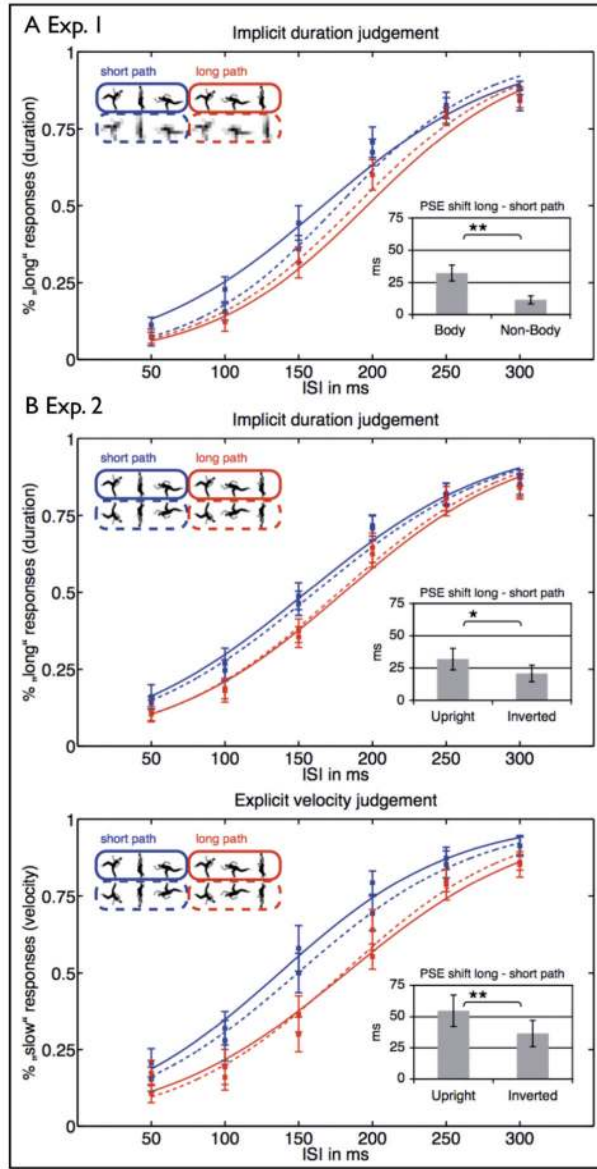 A Exp. 1
Implicit duration judgement
short path long path
% „long“ responses (duration)
1
0.75
0.5
0.25
0
50 100 150 200 250 300
ISI in ms
PSE shift long - short path
**
ms
75
50
25
0
Body Non-Body
B Exp. 2
Implicit duration judgement
short path long path
% „long“ responses (duration)
1
0.75
0.5
0.25
0
50 100 150 200 250 300
ISI in ms
PSE shift long - short path
*
ms
75
50
25
0
Upright Inverted
Explicit velocity judgement
short path long path
% „slow“ responses (velocity)
1
0.75
0.5
0.25
0
50 100 150 200 250 300
ISI in ms
PSE shift long - short path
**
ms
75
50
25
0
Upright Inverted